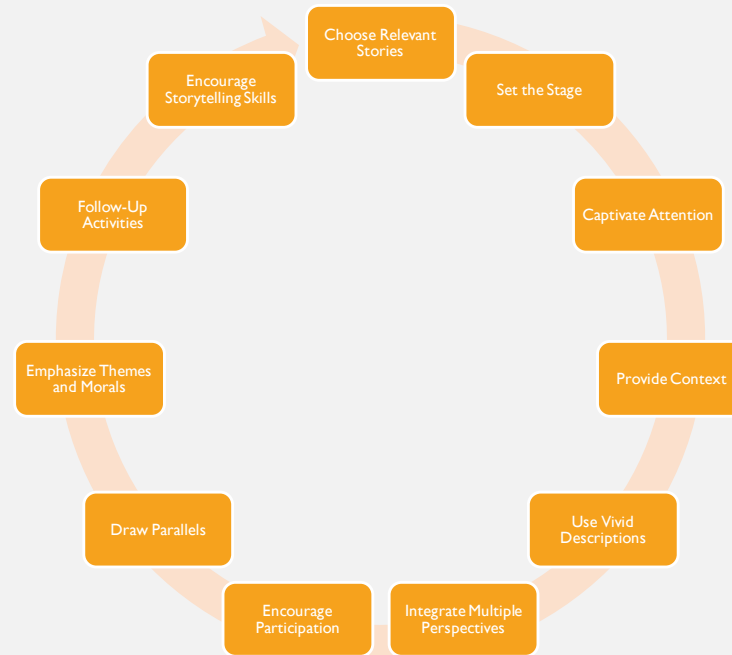 Choose Relevant
Stories
Set the Stage
Captivate Attention
Provide Context
Use Vivid
Descriptions
Integrate Multiple
Perspectives
Encourage
Participation
Draw Parallels
Emphasize Themes
and Morals
Follow-Up
Activities
Encourage
Storytelling Skills